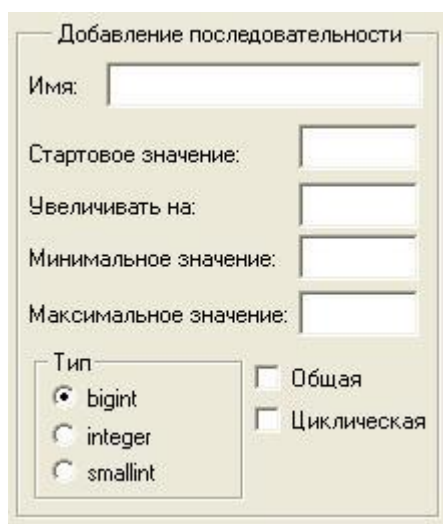 Добавление последовательности
Имя:
Стартовое значение:
Увеличивать на:
Минимальное значение:
Максимальное значение:
Тип
bigint
integer
smallint
Общая
Циклическая